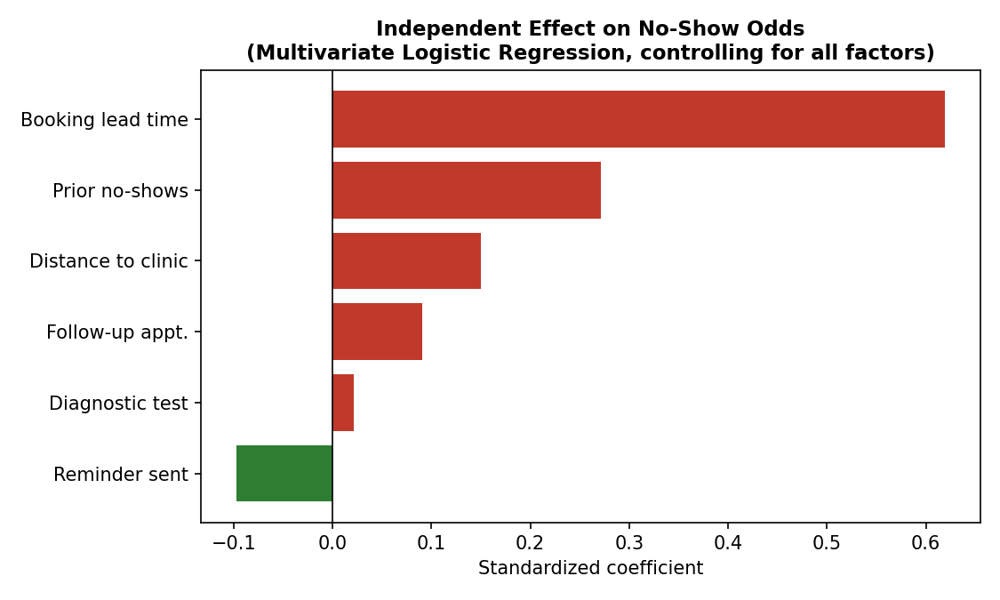 Independent Effect on No-Show Odds
(Multivariate Logistic Regression, controlling for all factors)
Booking lead time
Prior no-shows
Distance to clinic
Follow-up appt.
Diagnostic test
Reminder sent
−0.1 0.0 0.1 0.2 0.3 0.4 0.5 0.6
Standardized coefficient